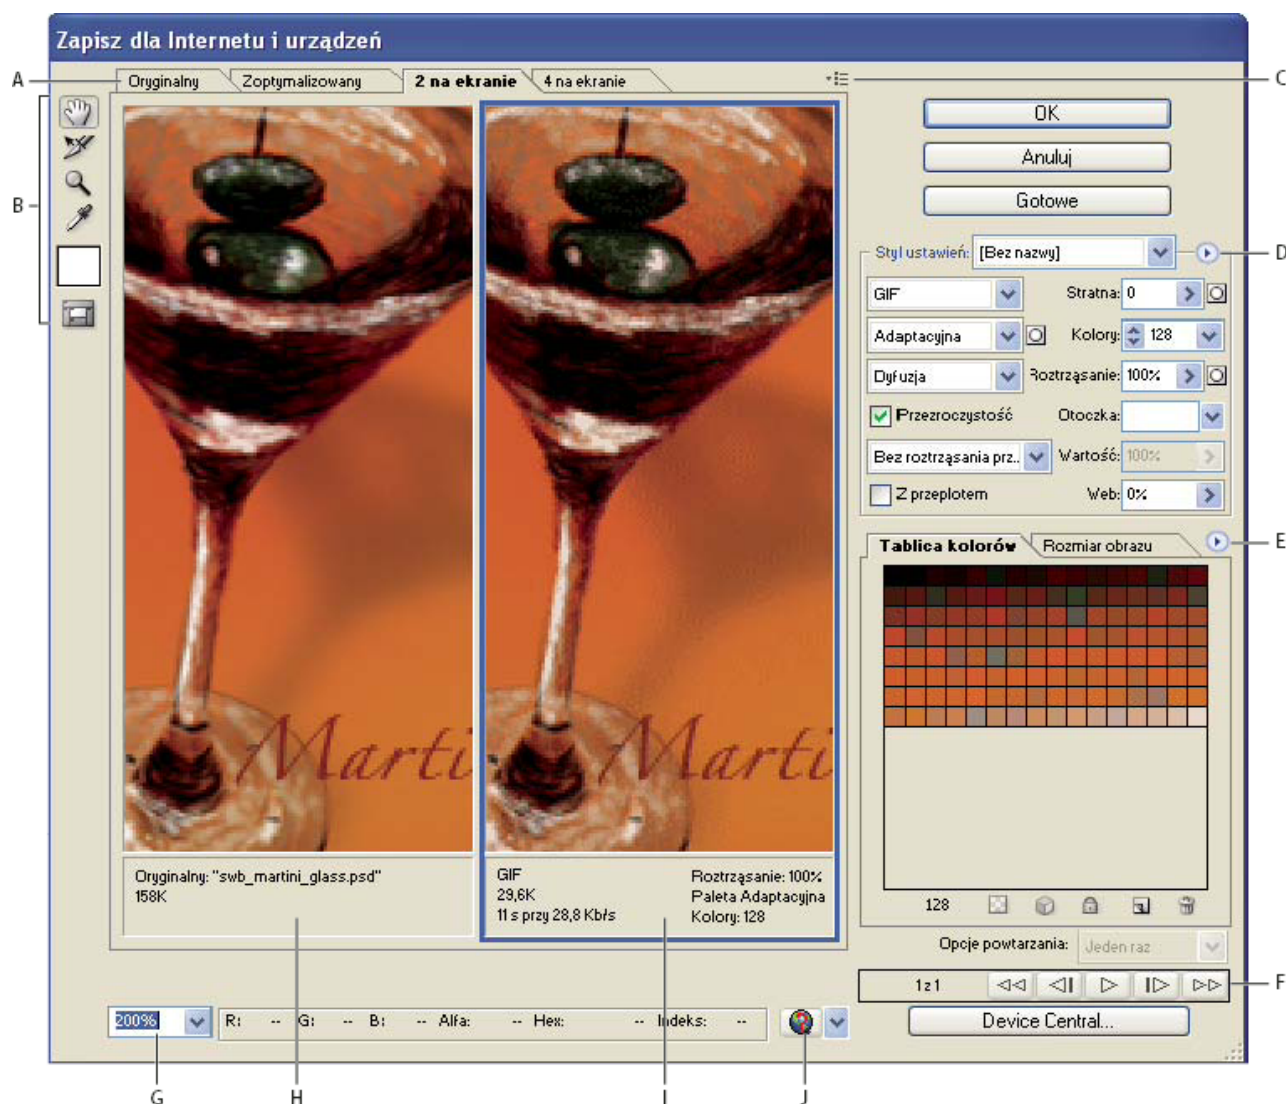 Zapisz dla Internetu i urządzeń
A
Oryginalny
Zoptymalizowany
2 na ekranie
4 na ekranie
C
B
OK
Anuluj
Gotowe
Styl ustawień: [Bez nazwy]
D
GIF
Stratna: 0
Adaptacyjna
Kolory: 128
Dyfuzja
Roztrząsanie: 100%
Przezroczystość
Otoczka:
Bez roztrząsania prz..
Wartość: 100%
Z przeplotem
Web: 0%
Tablica kolorów
Rozmiar obrazu
E
Marti
Marti
Oryginalny: "swb_martini_glass.psd"
158K
GIF
29,6K
11 s przy 28,8 Kb/s
Roztrząsanie: 100%
Paleta Adaptacyjna
Kolory: 128
128
Opcje powtarzania: Jeden raz
1 z 1
F
200%
R: -- G: -- B: -- Alfa: -- Hex: -- Indeks: --
Device Central...
G
H
I
J